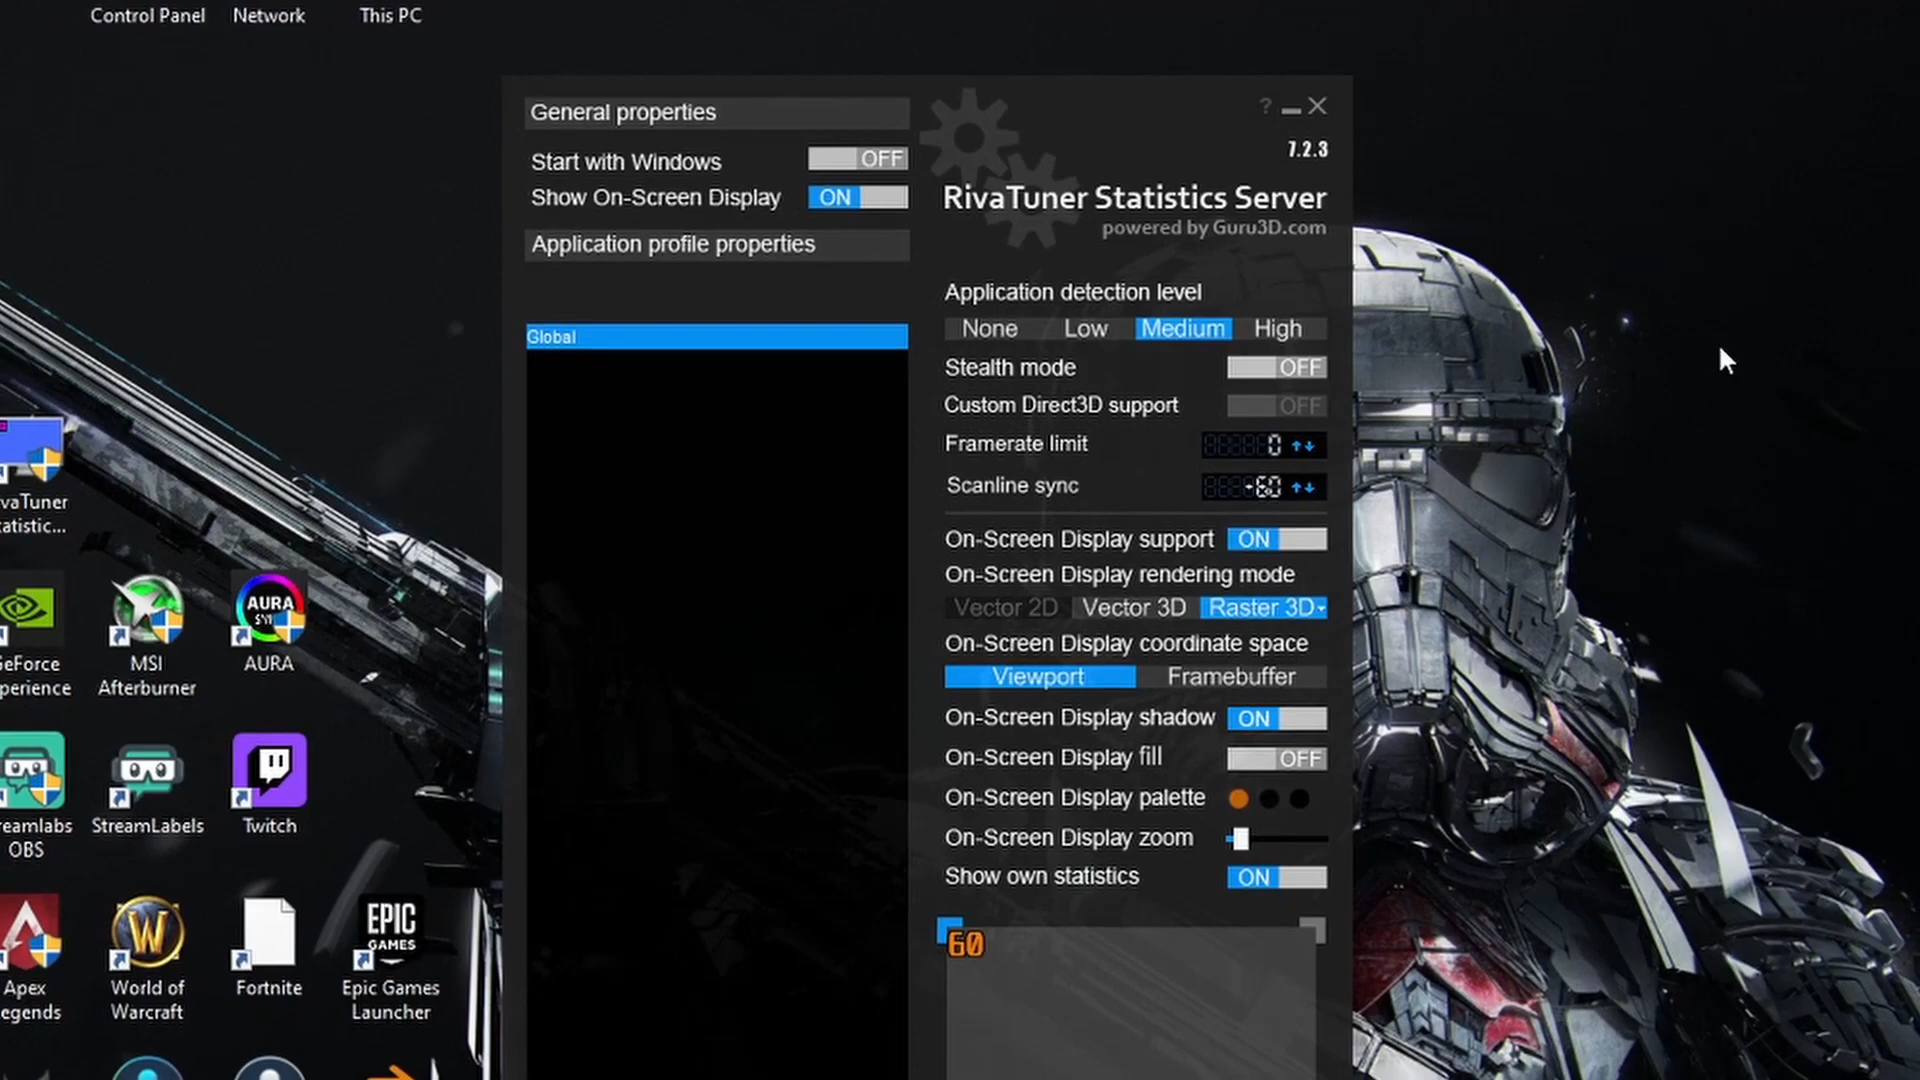 Control Panel
Network
This PC
General properties
Start with Windows
OFF
Show On-Screen Display
ON
Application profile properties
Global
? 
7.2.3
RivaTuner Statistics Server
powered by Guru3D.com
Application detection level
None Low Medium High
Stealth mode
OFF
Custom Direct3D support
OFF
Framerate limit
0
Scanline sync
On-Screen Display support
ON
On-Screen Display rendering mode
Vector 2D Vector 3D Raster 3D
On-Screen Display coordinate space
Viewport Framebuffer
On-Screen Display shadow
ON
On-Screen Display fill
OFF
On-Screen Display palette
On-Screen Display zoom
Show own statistics
ON
60
ivaTuner
tatistic...
GeForce
perience
MSI
Afterburner
AURA
AURA
reamlabs
OBS
StreamLabels
Twitch
Apex
egends
W
World of
Warcraft
Fortnite
EPIC
GAMES
Epic Games
Launcher